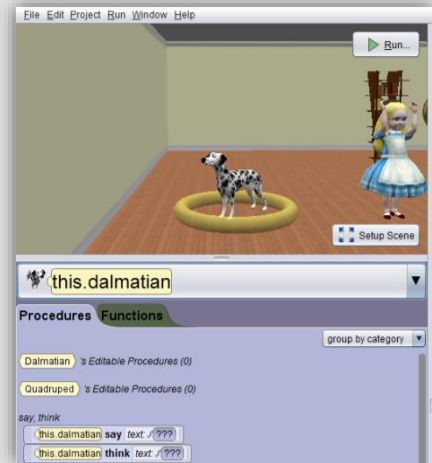 File Edit Project Run Window Help
Run...
Setup Scene
this.dalmatian
Procedures Functions
group by category
Dalmatian 's Editable Procedures (0)
Quadruped 's Editable Procedures (0)
say, think
this.dalmatian say text: ???
this.dalmatian think text: ???